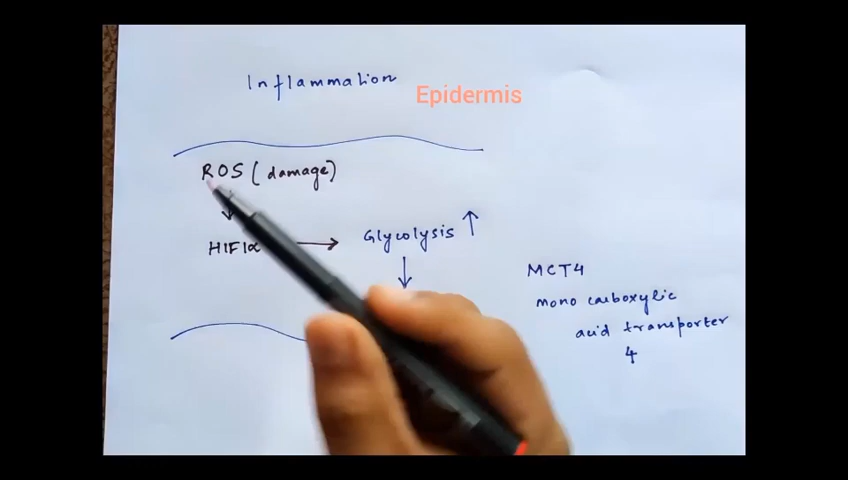 Inflammation
Epidermis
ROS (damage)
HIF1α → Glycolysis ↑
MCT4
mono carboxylic
acid transporter
4